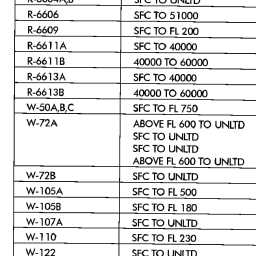 R-6604A,B SFC TO UNLTD
R-6606 SFC TO 51000
R-6609 SFC TO FL 200
R-6611A SFC TO 40000
R-6611B 40000 TO 60000
R-6613A SFC TO 40000
R-6613B 40000 TO 60000
W-50A,B,C SFC TO FL 750
W-72A ABOVE FL 600 TO UNLTD
SFC TO UNLTD
SFC TO UNLTD
ABOVE FL 600 TO UNLTD
W-72B SFC TO UNLTD
W-105A SFC TO FL 500
W-105B SFC TO FL 180
W-107A SFC TO UNLTD
W-110 SFC TO FL 230
W-122 SFC TO UNLTD